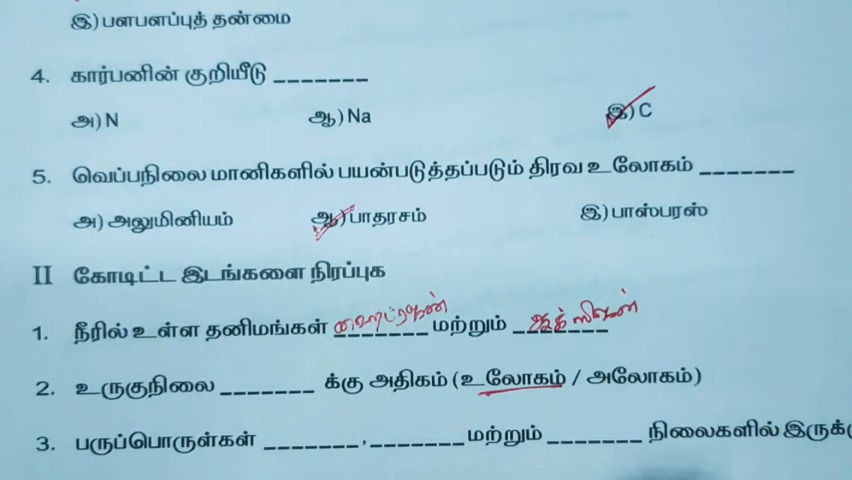 இ) பளபளப்புத் தன்மை
4. கார்பனின் குறியீடு _______
அ) N ஆ) Na இ) C
5. வெப்பநிலைமானிகளில் பயன்படுத்தப்படும் திரவ உலோகம் _______
அ) அலுமினியம் ஆ) பாதரசம் இ) பாஸ்பரஸ்
II கோடிட்ட இடங்களை நிரப்புக
1. நீரில் உள்ள தனிமங்கள் ஹைட்ரஜன் மற்றும் ஆக்ஸிஜன்
2. உருகுநிலை _______ க்கு அதிகம் (உலோகம் / அலோகம்)
3. பருப்பொருள்கள் _______, _______ மற்றும் _______ நிலைகளில்